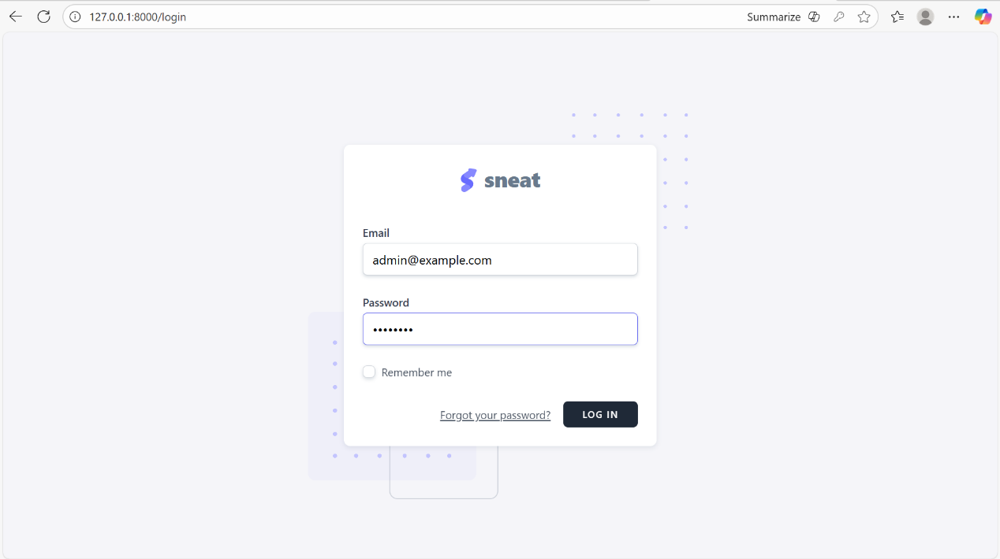 127.0.0.1:8000/login
Summarize
sneat
Email
admin@example.com
Password
••••••••
Remember me
Forgot your password?
LOG IN